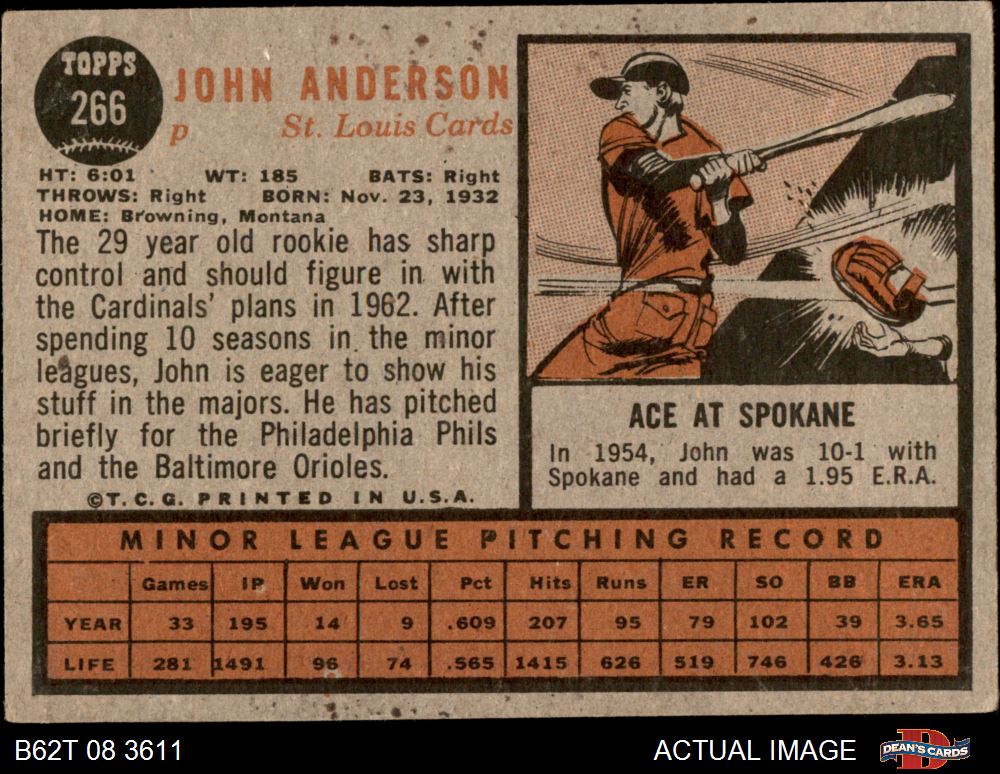 TOPPS
266
JOHN ANDERSON
p St. Louis Cards
HT: 6:01 WT: 185 BATS: Right
THROWS: Right BORN: Nov. 23, 1932
HOME: Browning, Montana
The 29 year old rookie has sharp
control and should figure in with
the Cardinals' plans in 1962. After
spending 10 seasons in the minor
leagues, John is eager to show his
stuff in the majors. He has pitched
briefly for the Philadelphia Phils
and the Baltimore Orioles.
©T.C.G. PRINTED IN U.S.A.
ACE AT SPOKANE
In 1954, John was 10-1 with
Spokane and had a 1.95 E.R.A.
MINOR LEAGUE PITCHING RECORD
Games IP Won Lost Pct Hits Runs ER SO BB ERA
YEAR 33 195 14 9 .609 207 95 79 102 39 3.65
LIFE 281 1491 96 74 .565 1415 626 519 746 426 3.13
B62T 08 3611 ACTUAL IMAGE DEAN'S CARDS